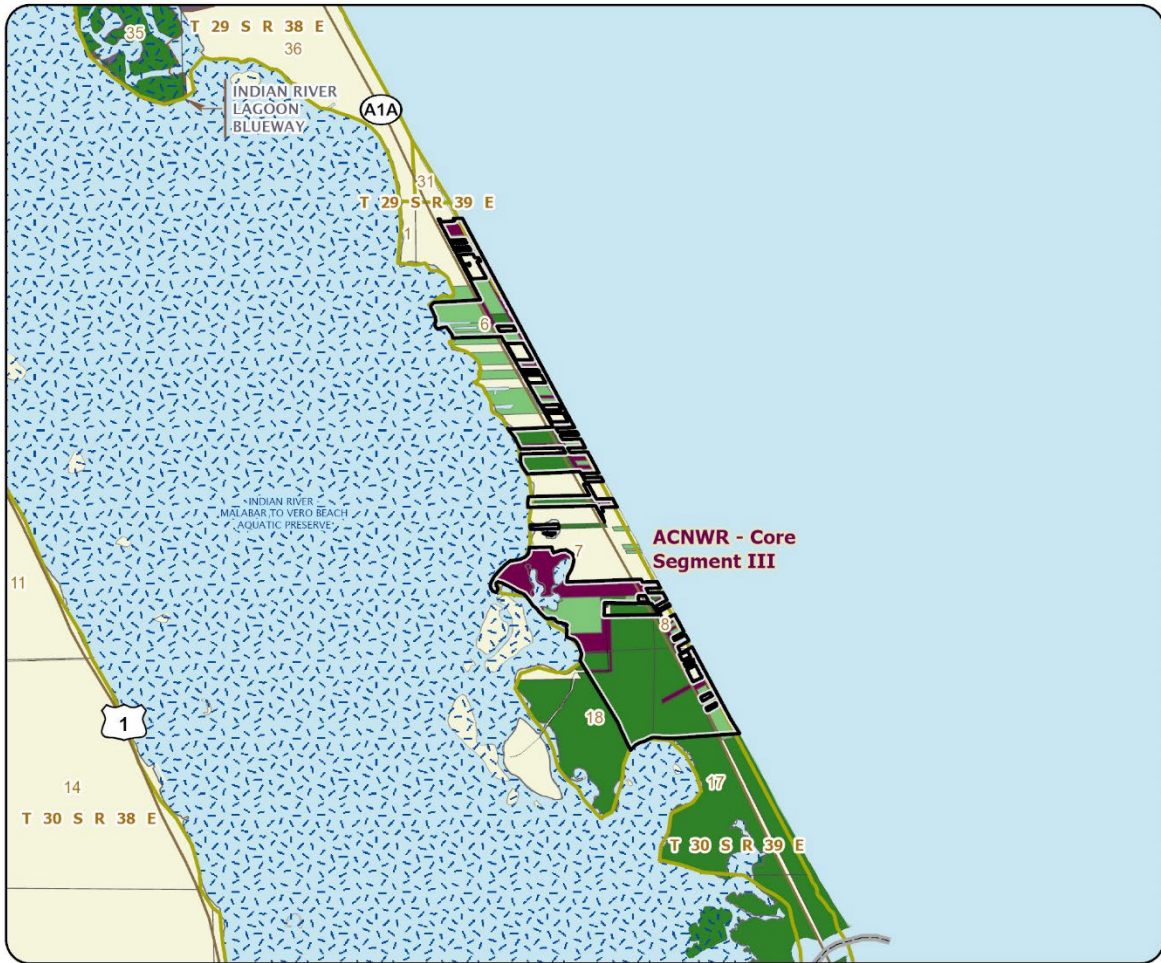 35
T 29 S R 38 E
36
INDIAN RIVER
LAGOON
BLUEWAY
A1A
31
T 29 S R 39 E
1
6
INDIAN RIVER
MALABAR TO VERO BEACH
AQUATIC PRESERVE
ACNWR - Core
Segment III
7
11
8
18
1
17
14
T 30 S R 38 E
T 30 S R 39 E